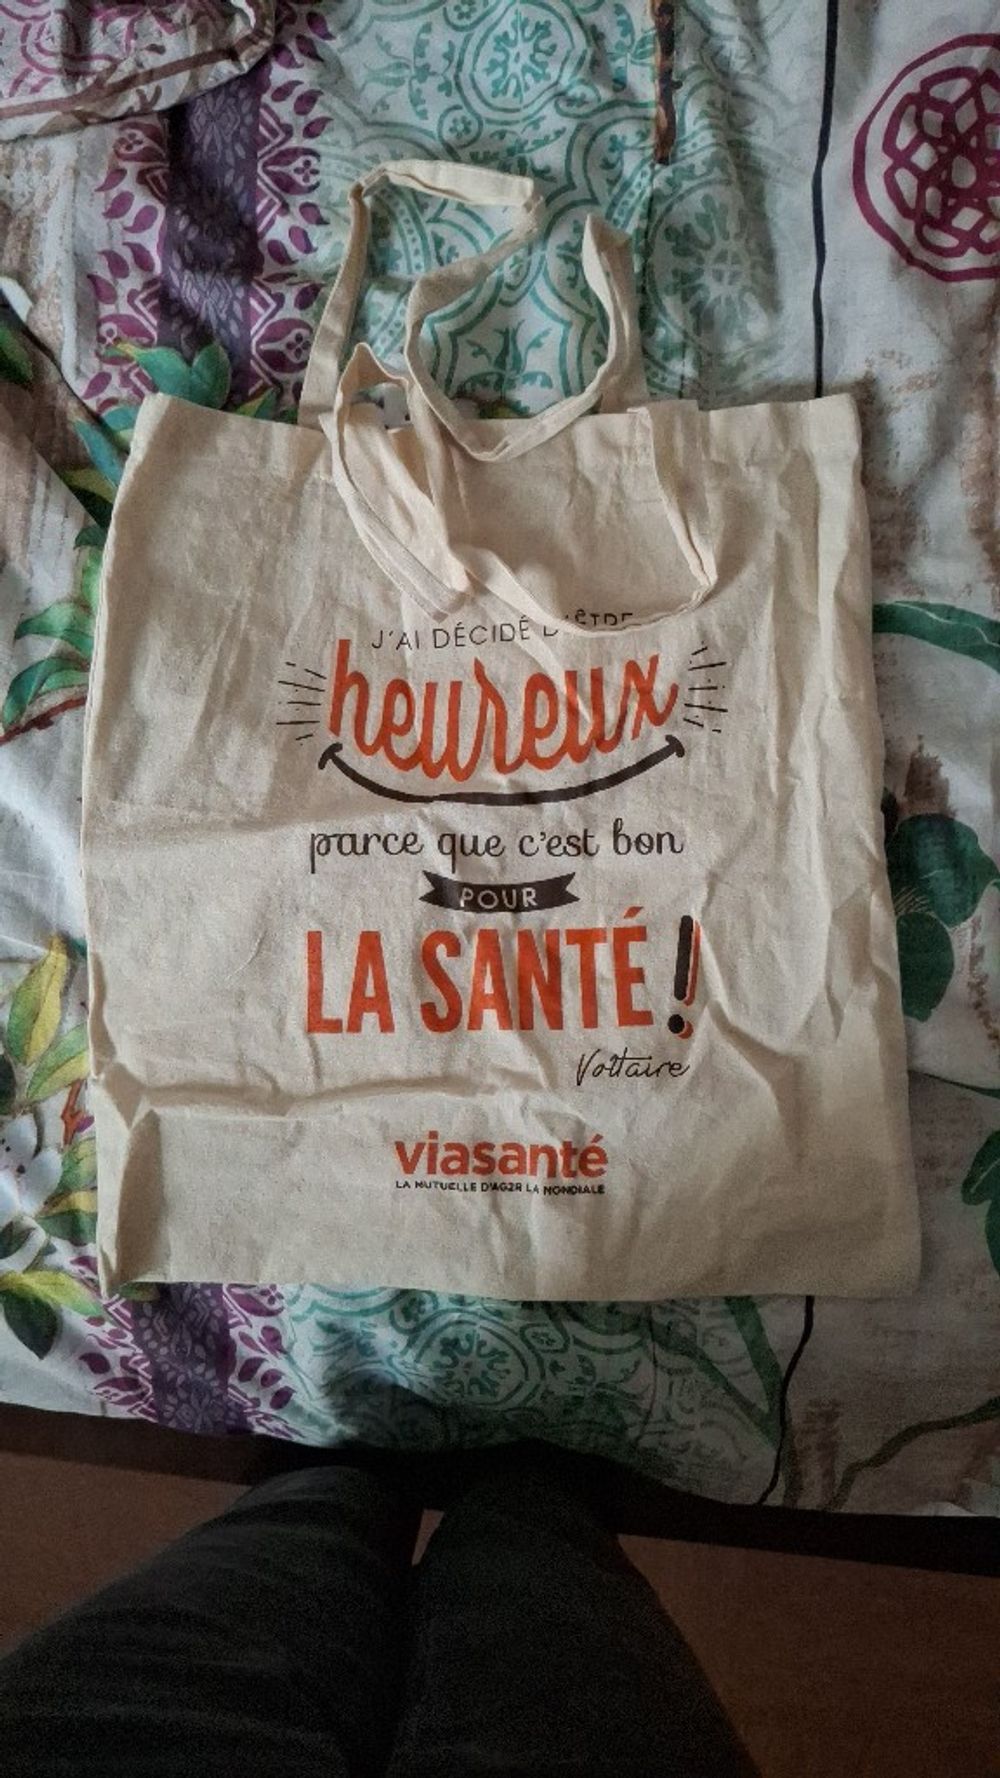 J'AI DÉCIDÉ D'ÊTRE
heureux
parce que c'est bon
POUR
LA SANTÉ !
Voltaire
viasanté
LA MUTUELLE D'AG2R LA MONDIALE